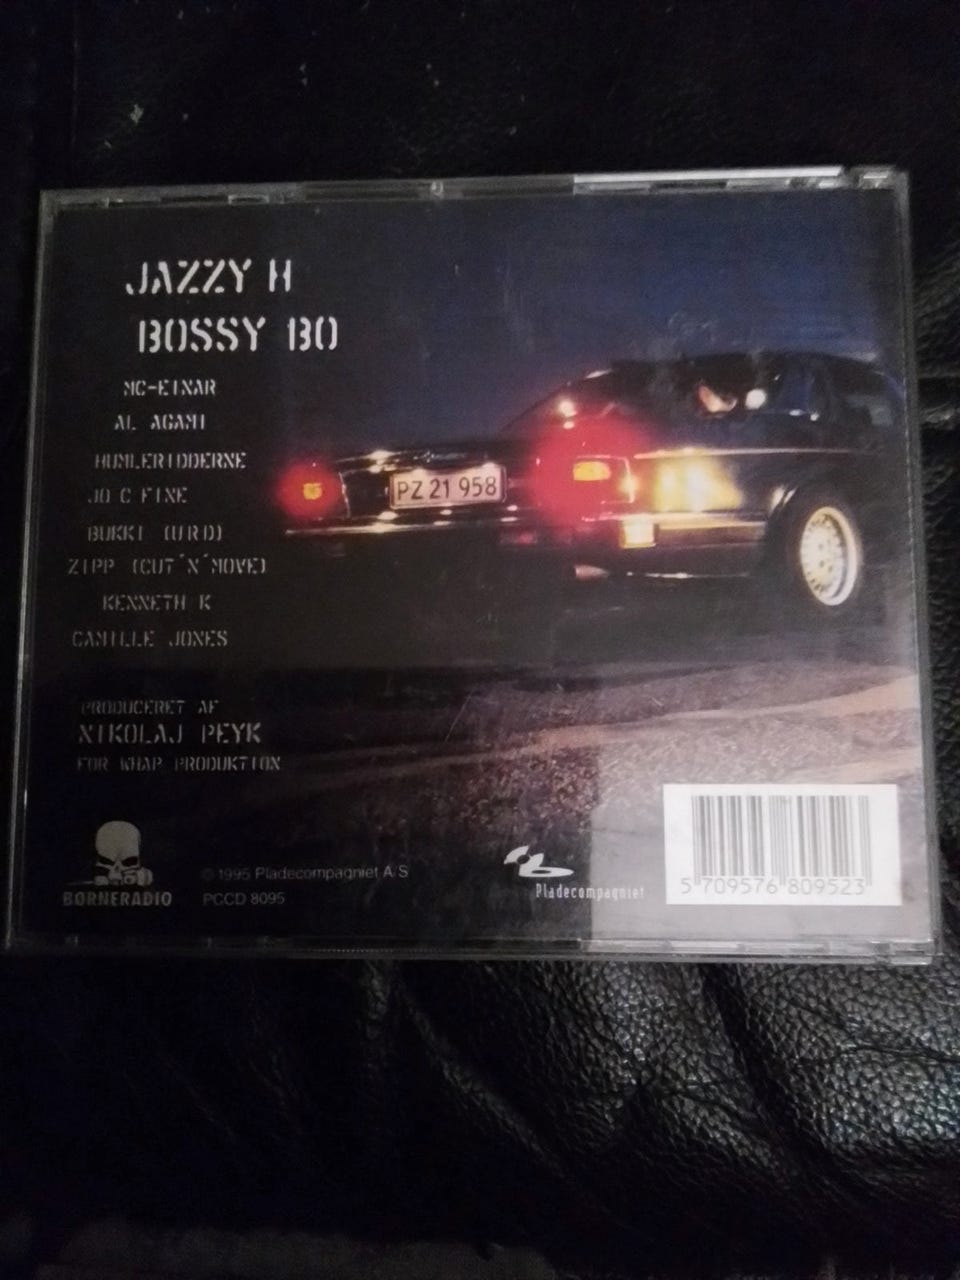 JAZZY H
BOSSY BO
MC-EINAR
AL AGAMI
HUMLERIDDERNE
JO C FINE
BUKKI (URD)
ZIPP (CUT´N´MOVE)
KENNETH K
CAMILLE JONES
PRODUCERET AF
NIKOLAJ PEYK
FOR WHAP PRODUKTION
PZ 21 958
BØRNERADIO
© 1995 Pladecompagniet A/S
PCCD 8095
Pladecompagniet
5 709576 809523